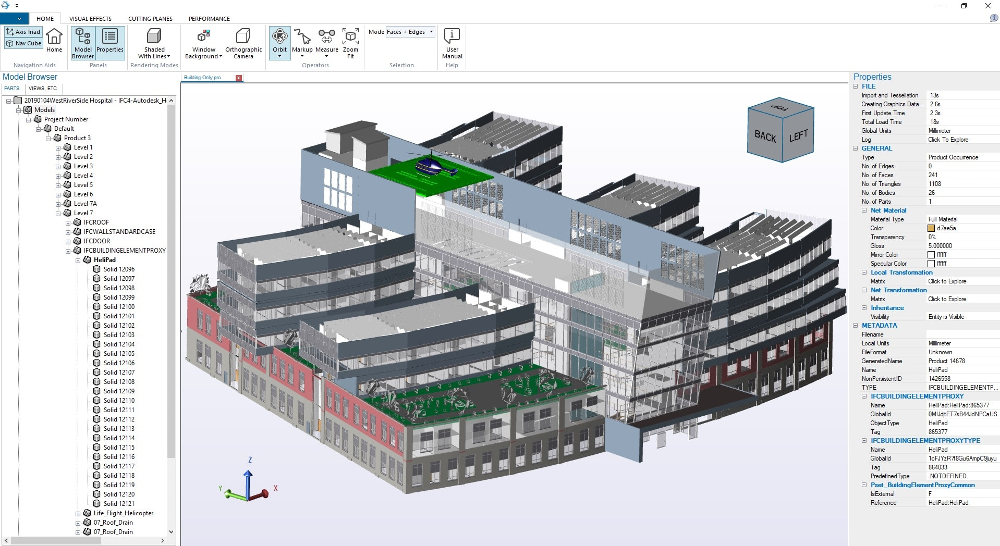 HOME VISUAL EFFECTS CUTTING PLANES PERFORMANCE
Axis Triad
Nav Cube
Home
Navigation Aids
Model
Browser
Properties
Panels
Shaded
With Lines
Rendering Modes
Window
Background
Orthographic
Camera
Orbit
Markup
Measure
Zoom
Fit
Operators
Mode Faces + Edges
Selection
User
Manual
Help
Model Browser
PARTS VIEWS, ETC
20190104WestRiverSide Hospital - IFC4-Autodesk_H
Models
Project Number
Default
Product 3
Level 1
Level 2
Level 3
Level 4
Level 5
Level 6
Level 7A
Level 7
IFCROOF
IFCWALLSTANDARDCASE
IFCDOOR
IFCBUILDINGELEMENTPROXY
HeliPad
Solid 12096
Solid 12097
Solid 12098
Solid 12099
Solid 12100
Solid 12101
Solid 12102
Solid 12103
Solid 12104
Solid 12105
Solid 12106
Solid 12107
Solid 12108
Solid 12109
Solid 12110
Solid 12111
Solid 12112
Solid 12113
Solid 12114
Solid 12115
Solid 12116
Solid 12117
Solid 12118
Solid 12119
Solid 12120
Solid 12121
Life_Flight_Helicopter
07_Roof_Drain
07_Roof_Drain
Building Only.prc
TOP
BACK LEFT
Z
Y X
Properties
FILE
Import and Tessellation 13s
Creating Graphics Data... 2.6s
First Update Time 2.3s
Total Load Time 18s
Global Units Millimeter
Log Click To Explore
GENERAL
Type Product Occurrence
No. of Edges 0
No. of Faces 241
No. of Triangles 1108
No. of Bodies 26
No. of Parts 1
Net Material
Material Type Full Material
Color d7ae5a
Transparency 0%
Gloss 5.000000
Mirror Color ffffff
Specular Color ffffff
Local Transformation
Matrix Click to Explore
Net Transformation
Matrix Click to Explore
Inheritance
Visibility Entity is Visible
METADATA
Filename
Local Units Millimeter
FileFormat Unknown
GeneratedName Product 14678
Name HeliPad
NonPersistentID 1426558
TYPE IFCBUILDINGELEMENTP...
IFCBUILDINGELEMENTPROXY
Name HeliPad:HeliPad:865377
GlobalId
ObjectType HeliPad
Tag 865377
IFCBUILDINGELEMENTPROXYTYPE
Name HeliPad
GlobalId
Tag 864033
PredefinedType .NOTDEFINED.
Pset_BuildingElementProxyCommon
IsExternal F
Reference HeliPad:HeliPad